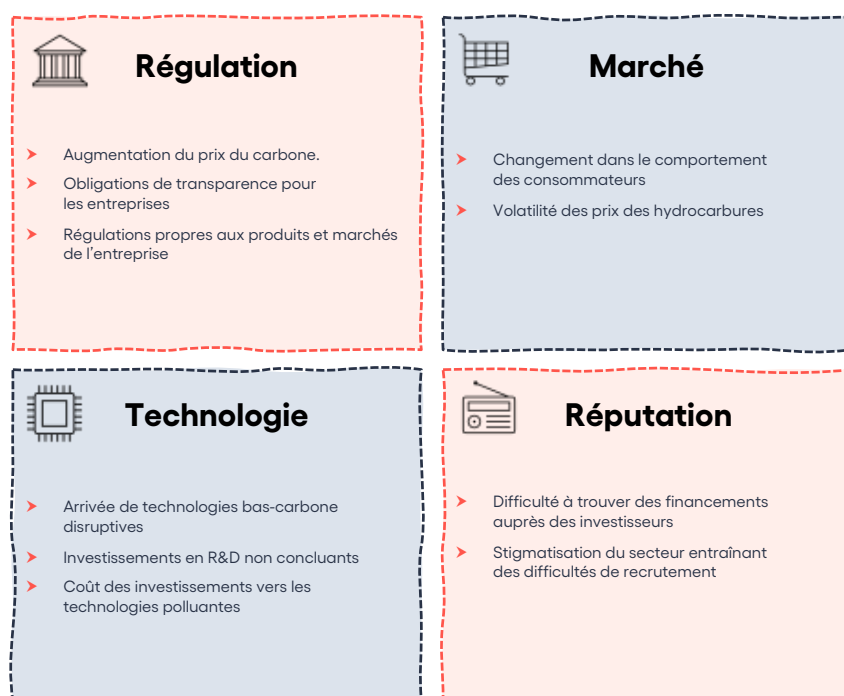 Régulation
Augmentation du prix du carbone.
Obligations de transparence pour
les entreprises
Régulations propres aux produits et marchés
de l'entreprise
Marché
Changement dans le comportement
des consommateurs
Volatilité des prix des hydrocarbures
Technologie
Arrivée de technologies bas-carbone
disruptives
Investissements en R&D non concluants
Coût des investissements vers les
technologies polluantes
Réputation
Difficulté à trouver des financements
auprès des investisseurs
Stigmatisation du secteur entraînant
des difficultés de recrutement